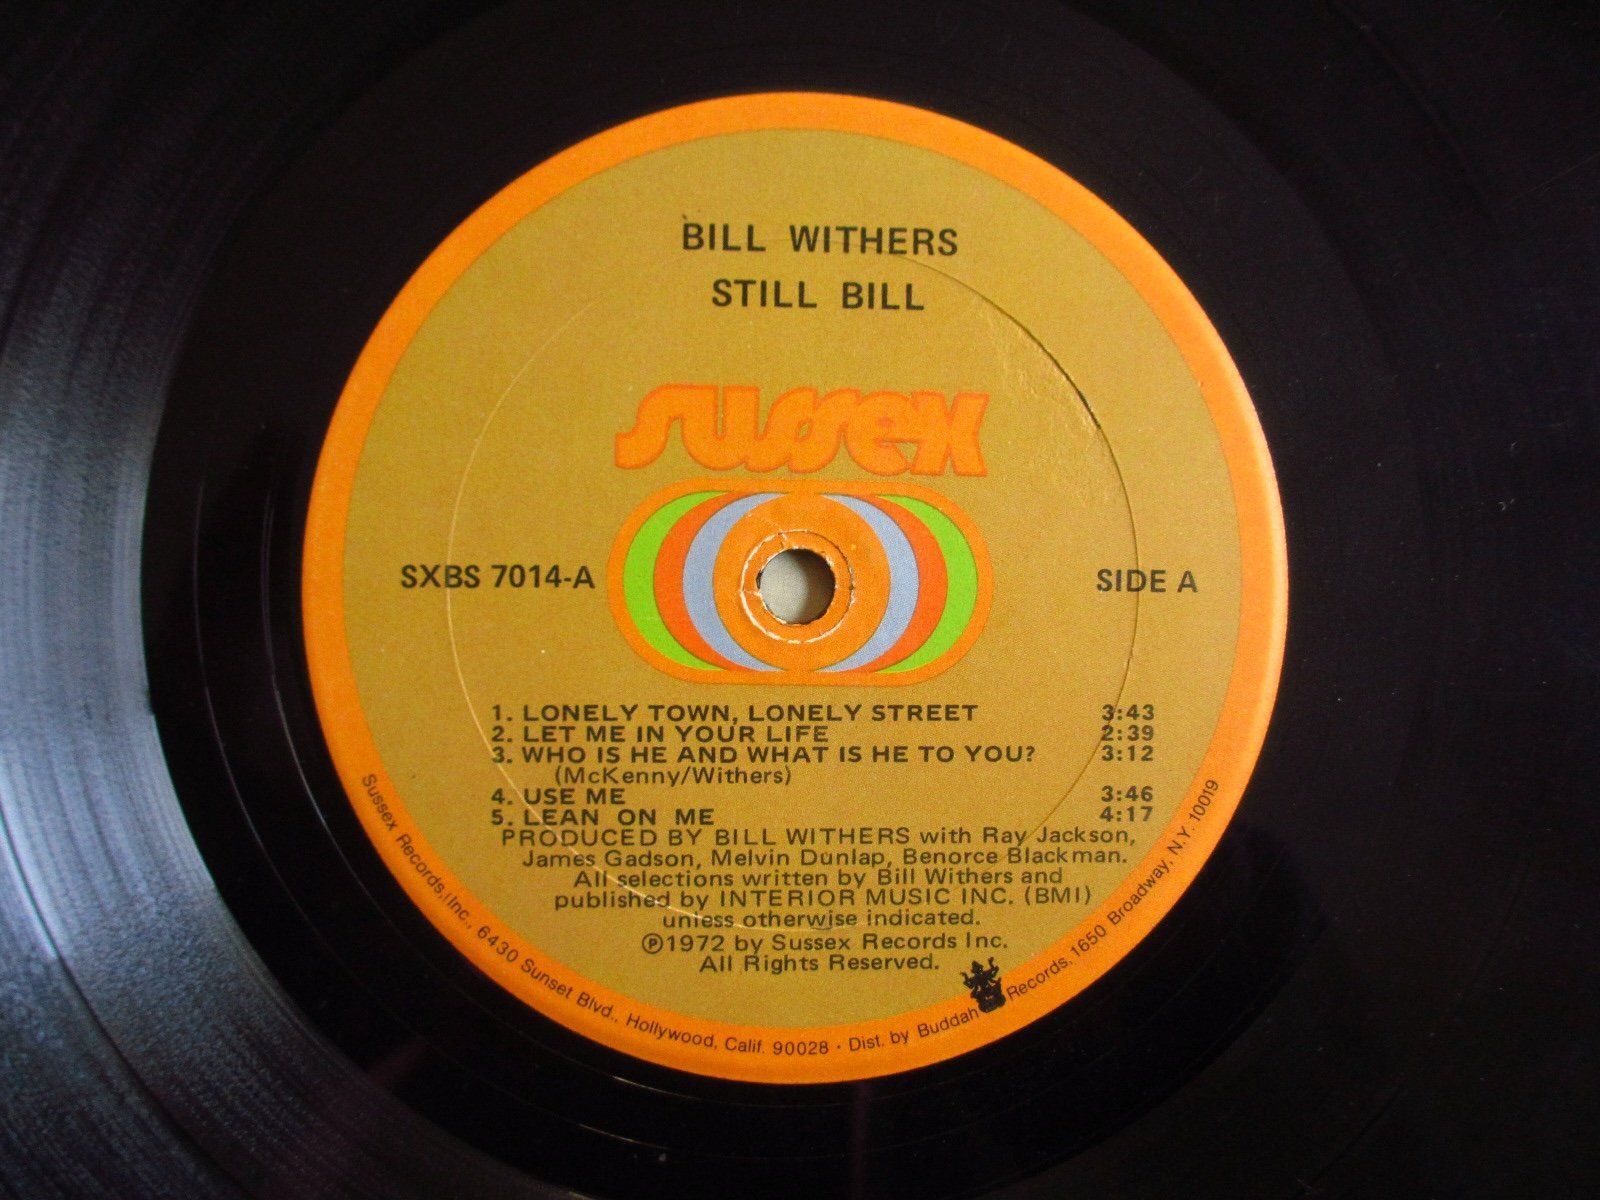 BILL WITHERS
STILL BILL
sussex
SXBS 7014-A
SIDE A
1. LONELY TOWN, LONELY STREET 3:43
2. LET ME IN YOUR LIFE 2:39
3. WHO IS HE AND WHAT IS HE TO YOU? 3:12
(McKenny/Withers)
4. USE ME 3:46
5. LEAN ON ME 4:17
PRODUCED BY BILL WITHERS with Ray Jackson,
James Gadson, Melvin Dunlap, Benorce Blackman.
All selections written by Bill Withers and
published by INTERIOR MUSIC INC. (BMI)
unless otherwise indicated.
Ⓟ1972 by Sussex Records Inc.
All Rights Reserved.
Sussex Records, Inc., 6430 Sunset Blvd., Hollywood, Calif. 90028 · Dist. by Buddah Records, 1650 Broadway, N.Y. 10019